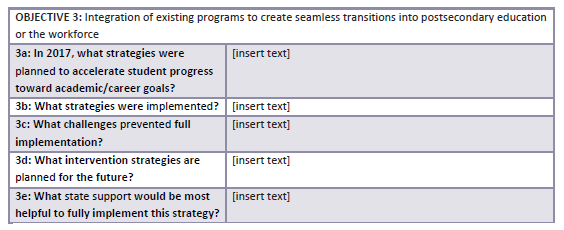 OBJECTIVE 3: Integration of existing programs to create seamless transitions into postsecondary education
or the workforce
3a: In 2017, what strategies were [insert text]
planned to accelerate student progress
toward academic/career goals?
3b: What strategies were implemented? [insert text]
3c: What challenges prevented full [insert text]
implementation?
3d: What intervention strategies are [insert text]
planned for the future?
3e: What state support would be most [insert text]
helpful to fully implement this strategy?